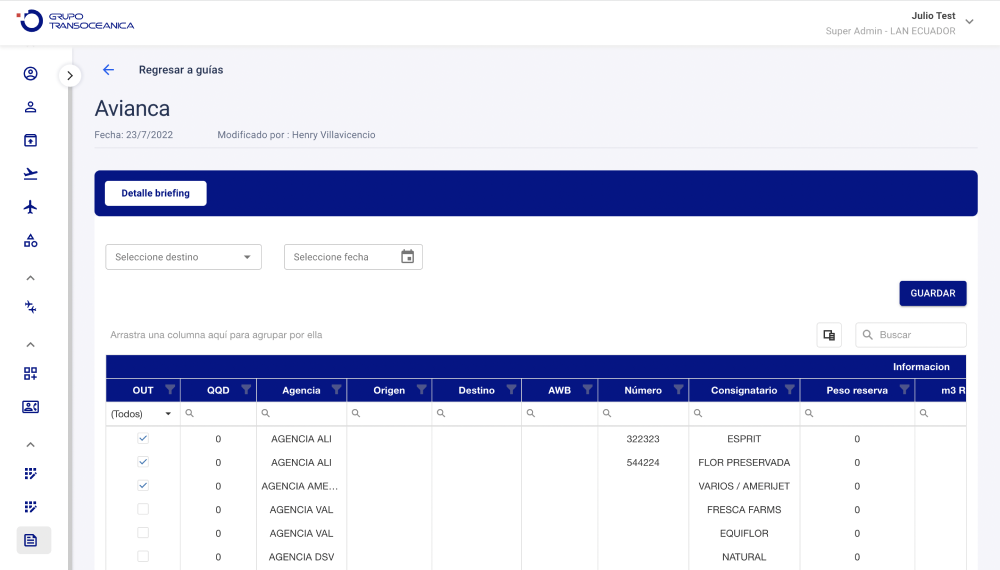 GRUPO
TRANSOCEANICA
Julio Test
Super Admin - LAN ECUADOR
Regresar a guías
Avianca
Fecha: 23/7/2022 Modificado por : Henry Villavicencio
Detalle briefing
Seleccione destino Seleccione fecha
GUARDAR
Arrastra una columna aquí para agrupar por ella Buscar
Informacion
OUT QQD Agencia Origen Destino AWB Número Consignatario Peso reserva m3 R
(Todos)
0 AGENCIA ALI 322323 ESPRIT 0
0 AGENCIA ALI 544224 FLOR PRESERVADA 0
0 AGENCIA AME... VARIOS / AMERIJET 0
0 AGENCIA VAL FRESCA FARMS 0
0 AGENCIA VAL EQUIFLOR 0
0 AGENCIA DSV NATURAL 0